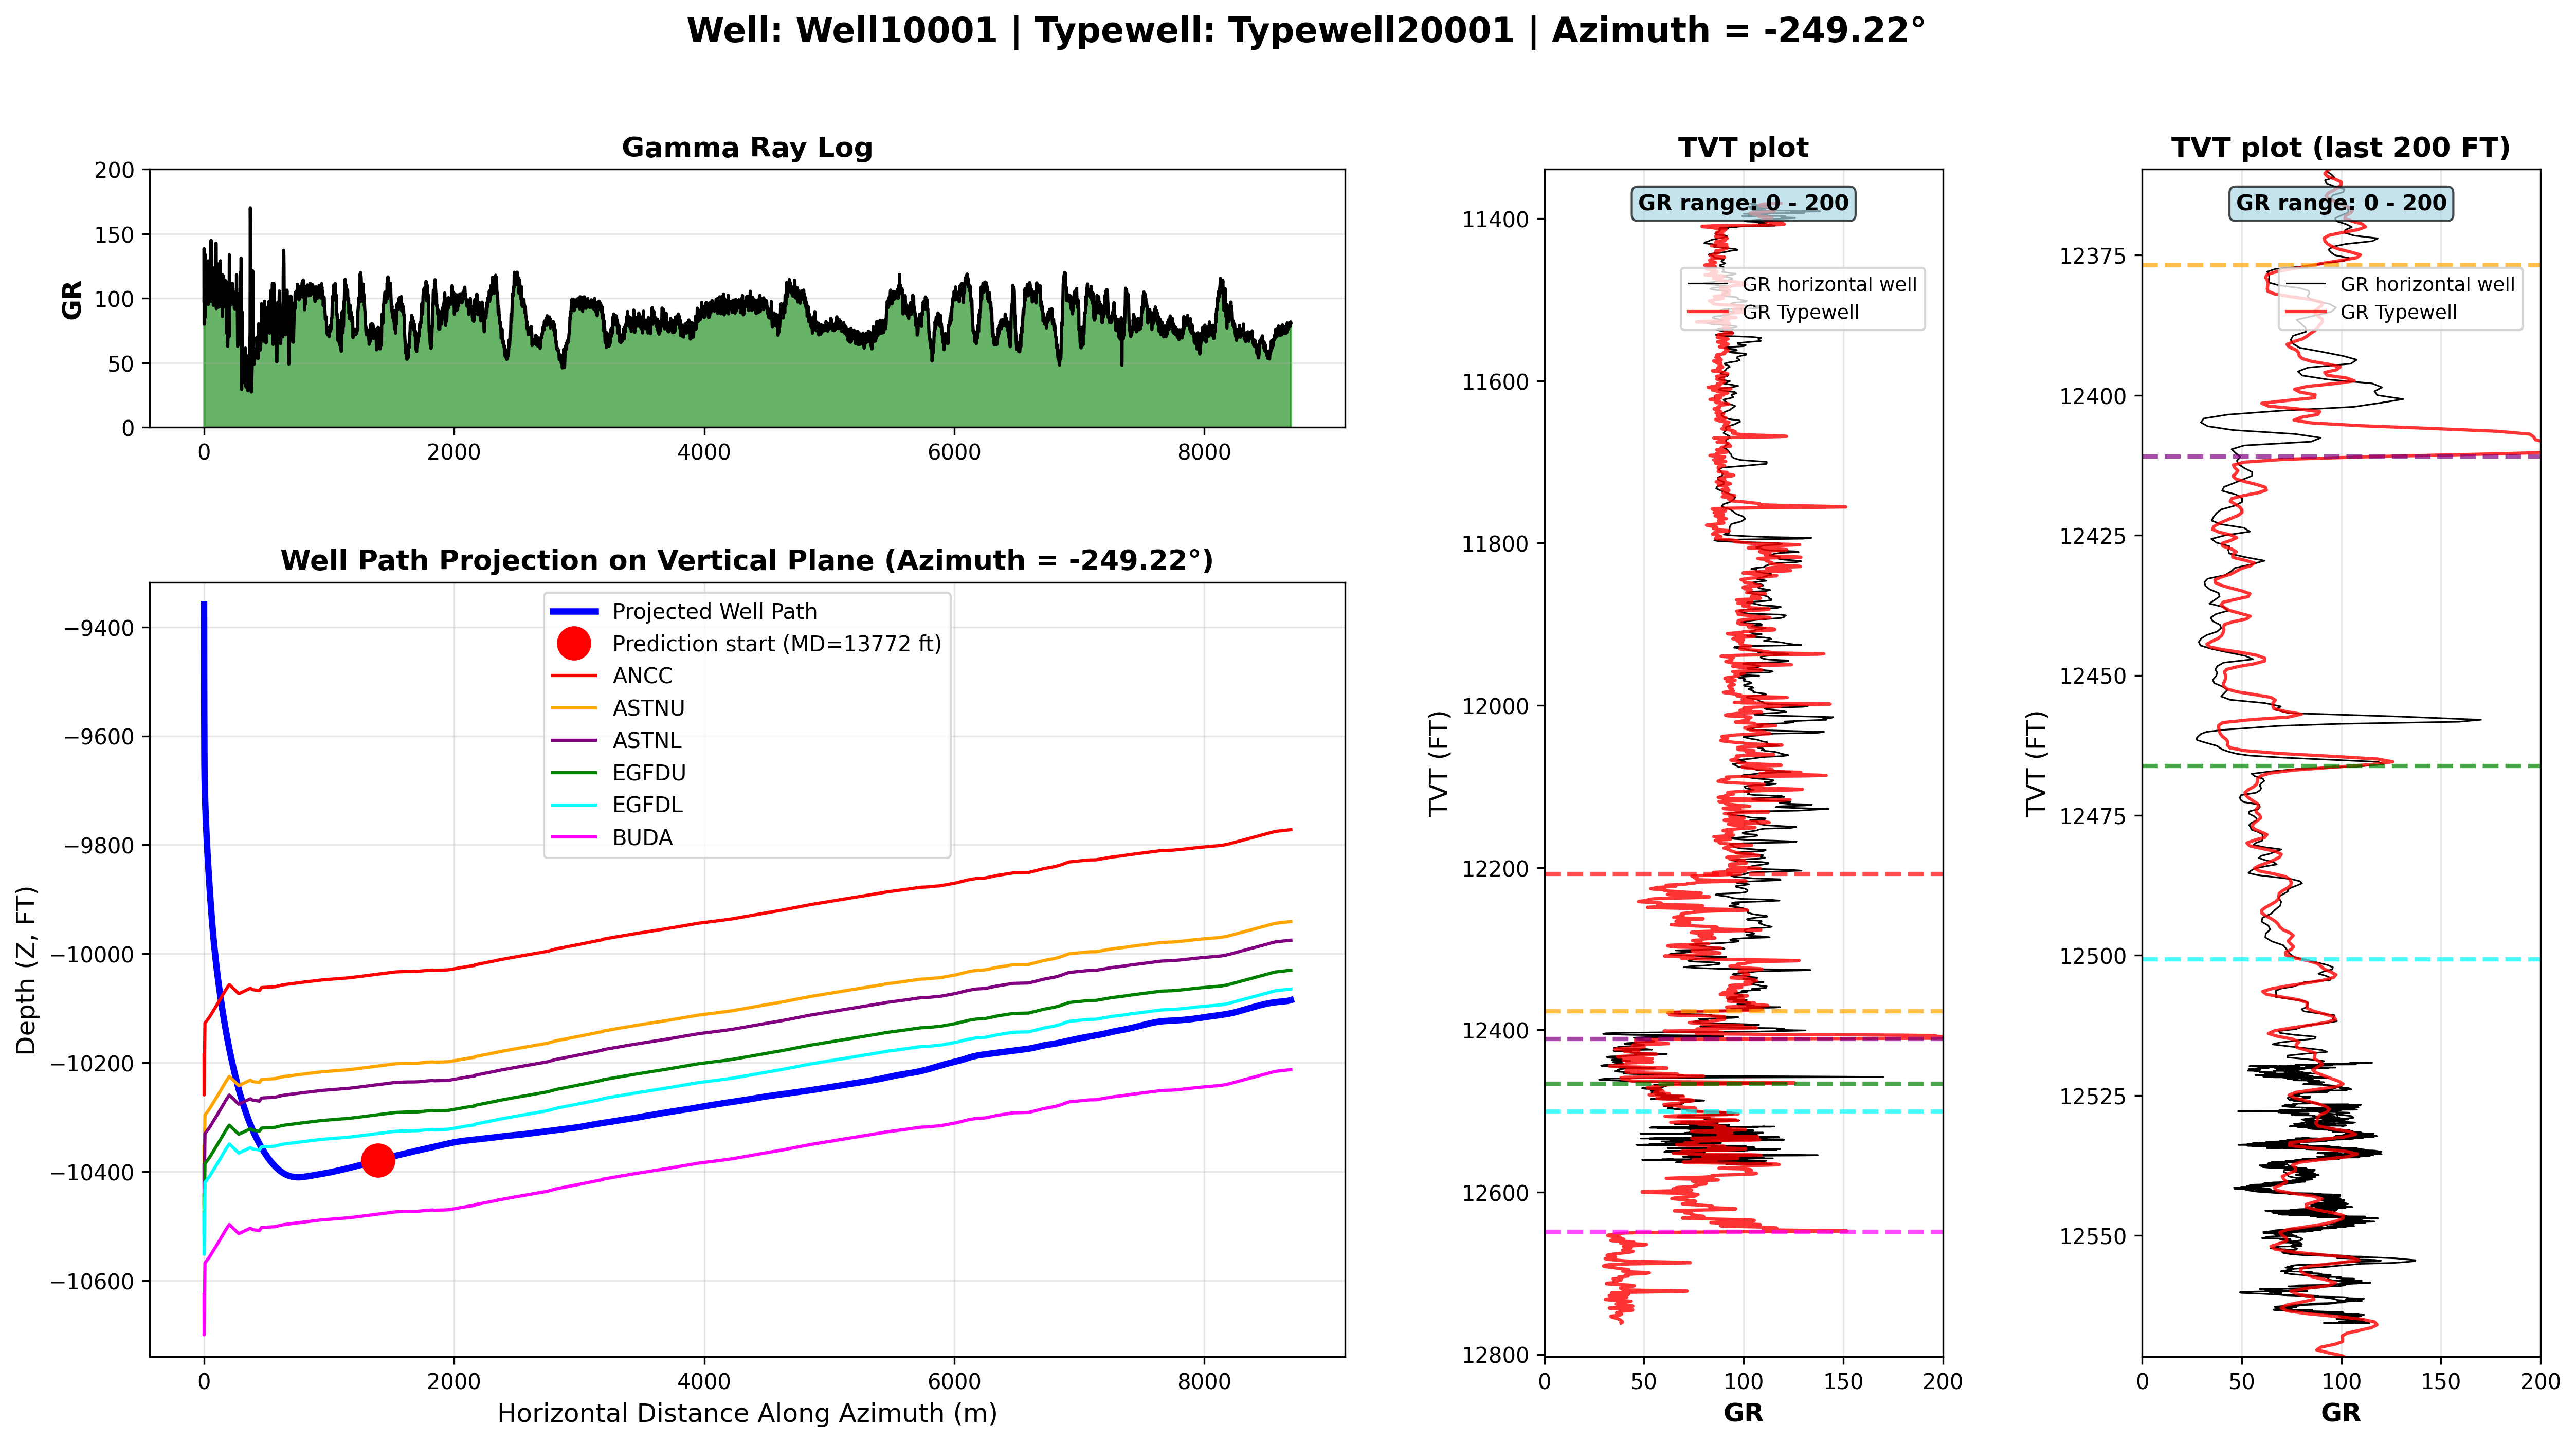 Well: Well10001 | Typewell: Typewell20001 | Azimuth = -249.22°
Gamma Ray Log
GR
200
150
100
50
0
0
2000
4000
6000
8000
Well Path Projection on Vertical Plane (Azimuth = -249.22°)
Depth (Z, FT)
−9400
−9600
−9800
−10000
−10200
−10400
−10600
Projected Well Path
Prediction start (MD=13772 ft)
ANCC
ASTNU
ASTNL
EGFDU
EGFDL
BUDA
0
2000
4000
6000
8000
Horizontal Distance Along Azimuth (m)
TVT plot
GR range: 0 - 200
GR horizontal well
GR Typewell
TVT (FT)
11400
11600
11800
12000
12200
12400
12600
12800
0
50
100
150
200
GR
TVT plot (last 200 FT)
GR range: 0 - 200
GR horizontal well
GR Typewell
TVT (FT)
12375
12400
12425
12450
12475
12500
12525
12550
0
50
100
150
200
GR